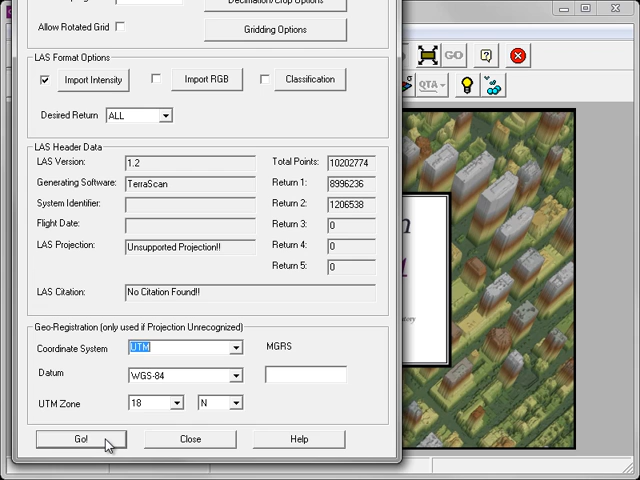 Allow Rotated Grid
Gridding Options
GO
LAS Format Options
Import Intensity
Import RGB
Classification
Desired Return
ALL
QTA
LAS Header Data
LAS Version:
1.2
Total Points:
10202774
Generating Software:
TerraScan
Return 1:
8996236
System Identifier:
Return 2:
1206538
Flight Date:
Return 3:
0
LAS Projection:
Unsupported Projection!!
Return 4:
0
Return 5:
0
LAS Citation:
No Citation Found!!
Geo-Registration (only used if Projection Unrecognized)
Coordinate System
UTM
MGRS
Datum
WGS-84
UTM Zone
18
N
Go!
Close
Help